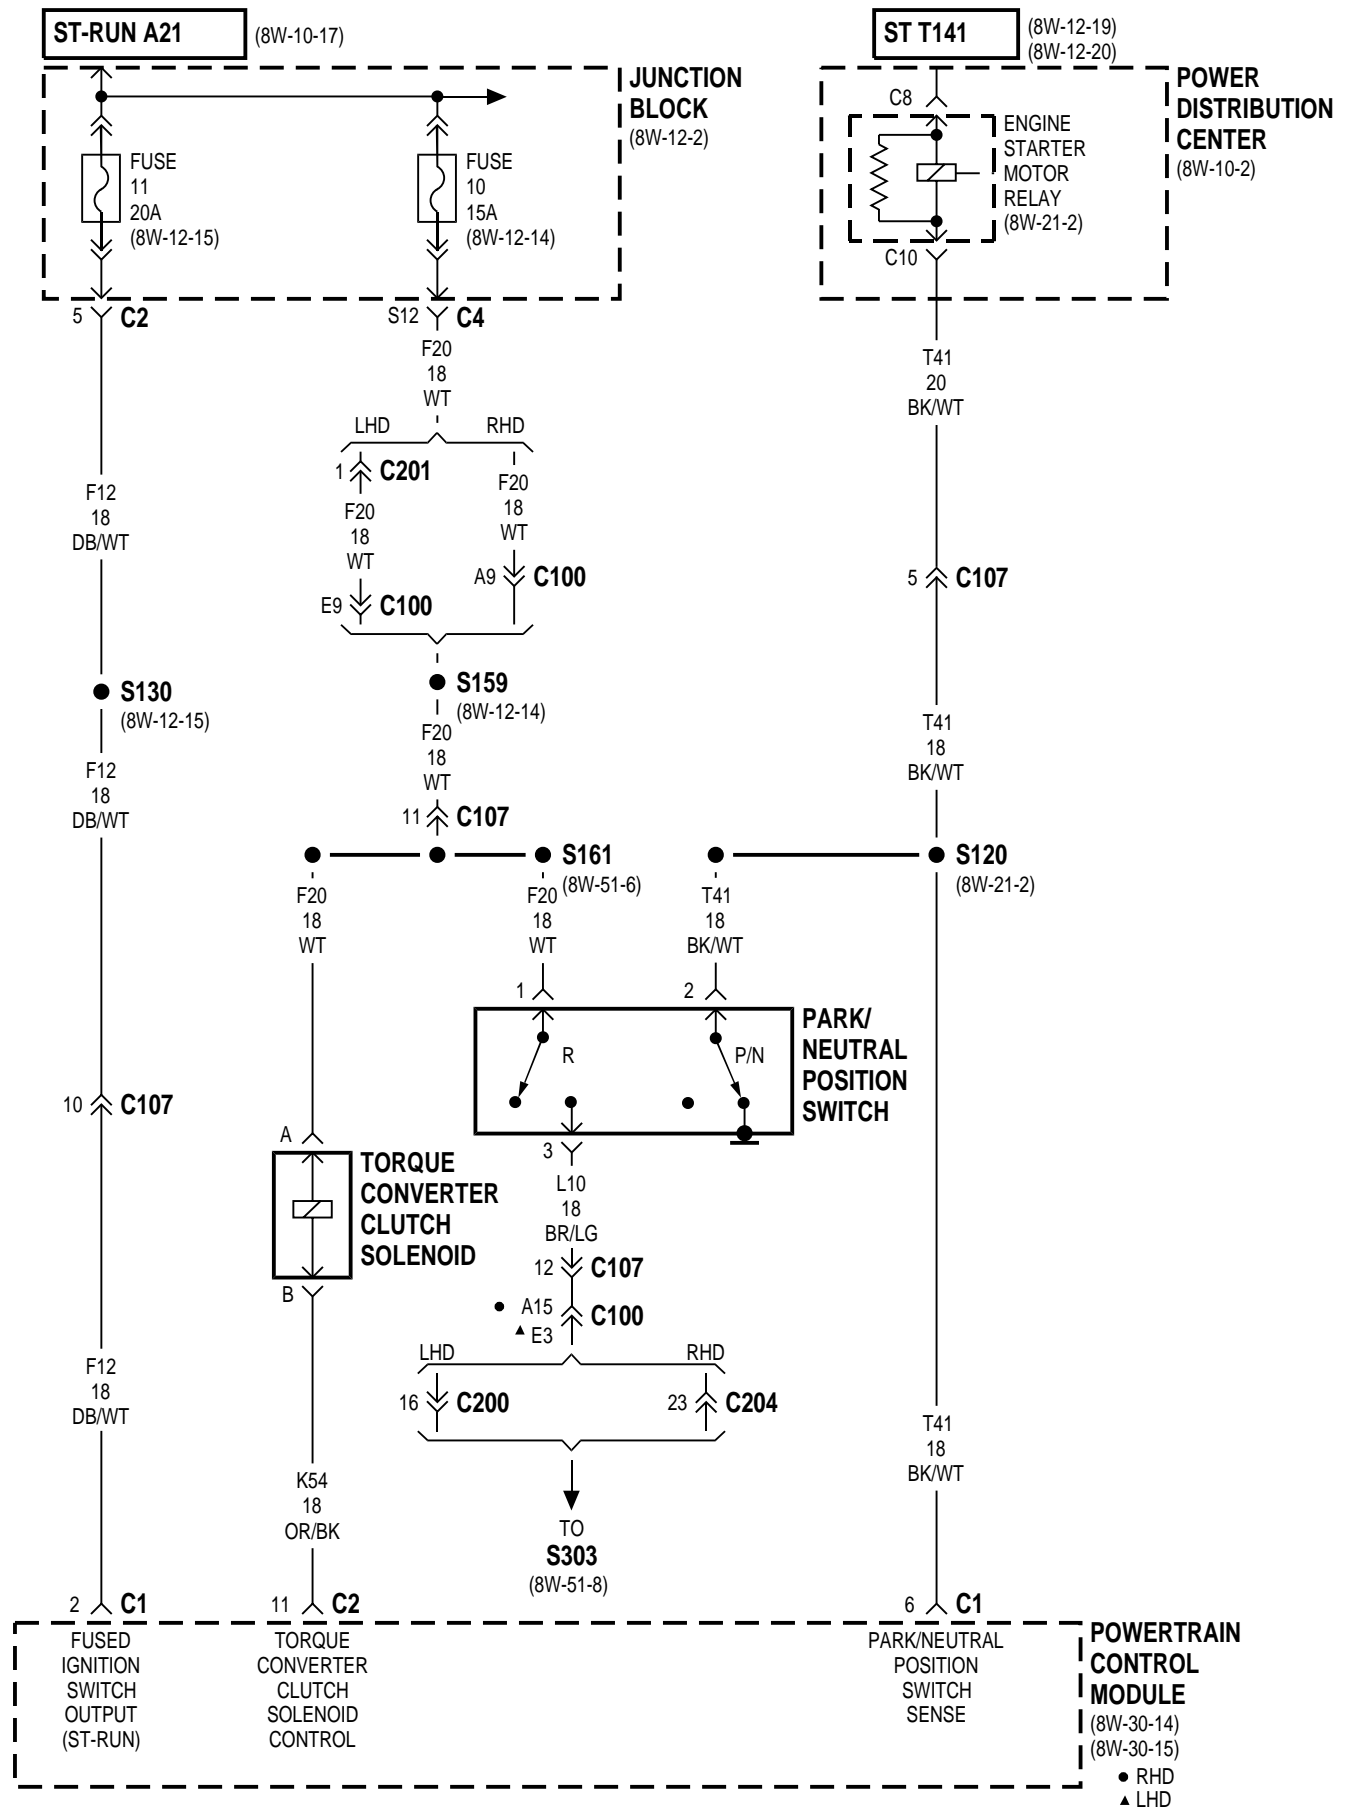 ST-RUN A21
(8W-10-17)
ST T141
(8W-12-19)
(8W-12-20)
JUNCTION
BLOCK
(8W-12-2)
POWER
DISTRIBUTION
CENTER
(8W-10-2)
C8
ENGINE
STARTER
MOTOR
RELAY
(8W-21-2)
C10
FUSE
11
20A
(8W-12-15)
FUSE
10
15A
(8W-12-14)
5 C2
S12 C4
F20
18
WT
T41
20
BK/WT
LHD RHD
1 C201
F20
18
WT
F20
18
WT
F12
18
DB/WT
A9 C100
E9 C100
5 C107
S130
(8W-12-15)
S159
(8W-12-14)
F20
18
WT
T41
18
BK/WT
F12
18
DB/WT
11 C107
S161
(8W-51-6)
S120
(8W-21-2)
F20
18
WT
F20
18
WT
T41
18
BK/WT
1
2
R
P/N
PARK/
NEUTRAL
POSITION
SWITCH
10 C107
A
TORQUE
CONVERTER
CLUTCH
SOLENOID
B
3
L10
18
BR/LG
12 C107
● A15
▲ E3
C100
LHD RHD
16 C200
23 C204
F12
18
DB/WT
T41
18
BK/WT
K54
18
OR/BK
TO
S303
(8W-51-8)
2 C1
11 C2
6 C1
FUSED
IGNITION
SWITCH
OUTPUT
(ST-RUN)
TORQUE
CONVERTER
CLUTCH
SOLENOID
CONTROL
PARK/NEUTRAL
POSITION
SWITCH
SENSE
POWERTRAIN
CONTROL
MODULE
(8W-30-14)
(8W-30-15)
● RHD
▲ LHD